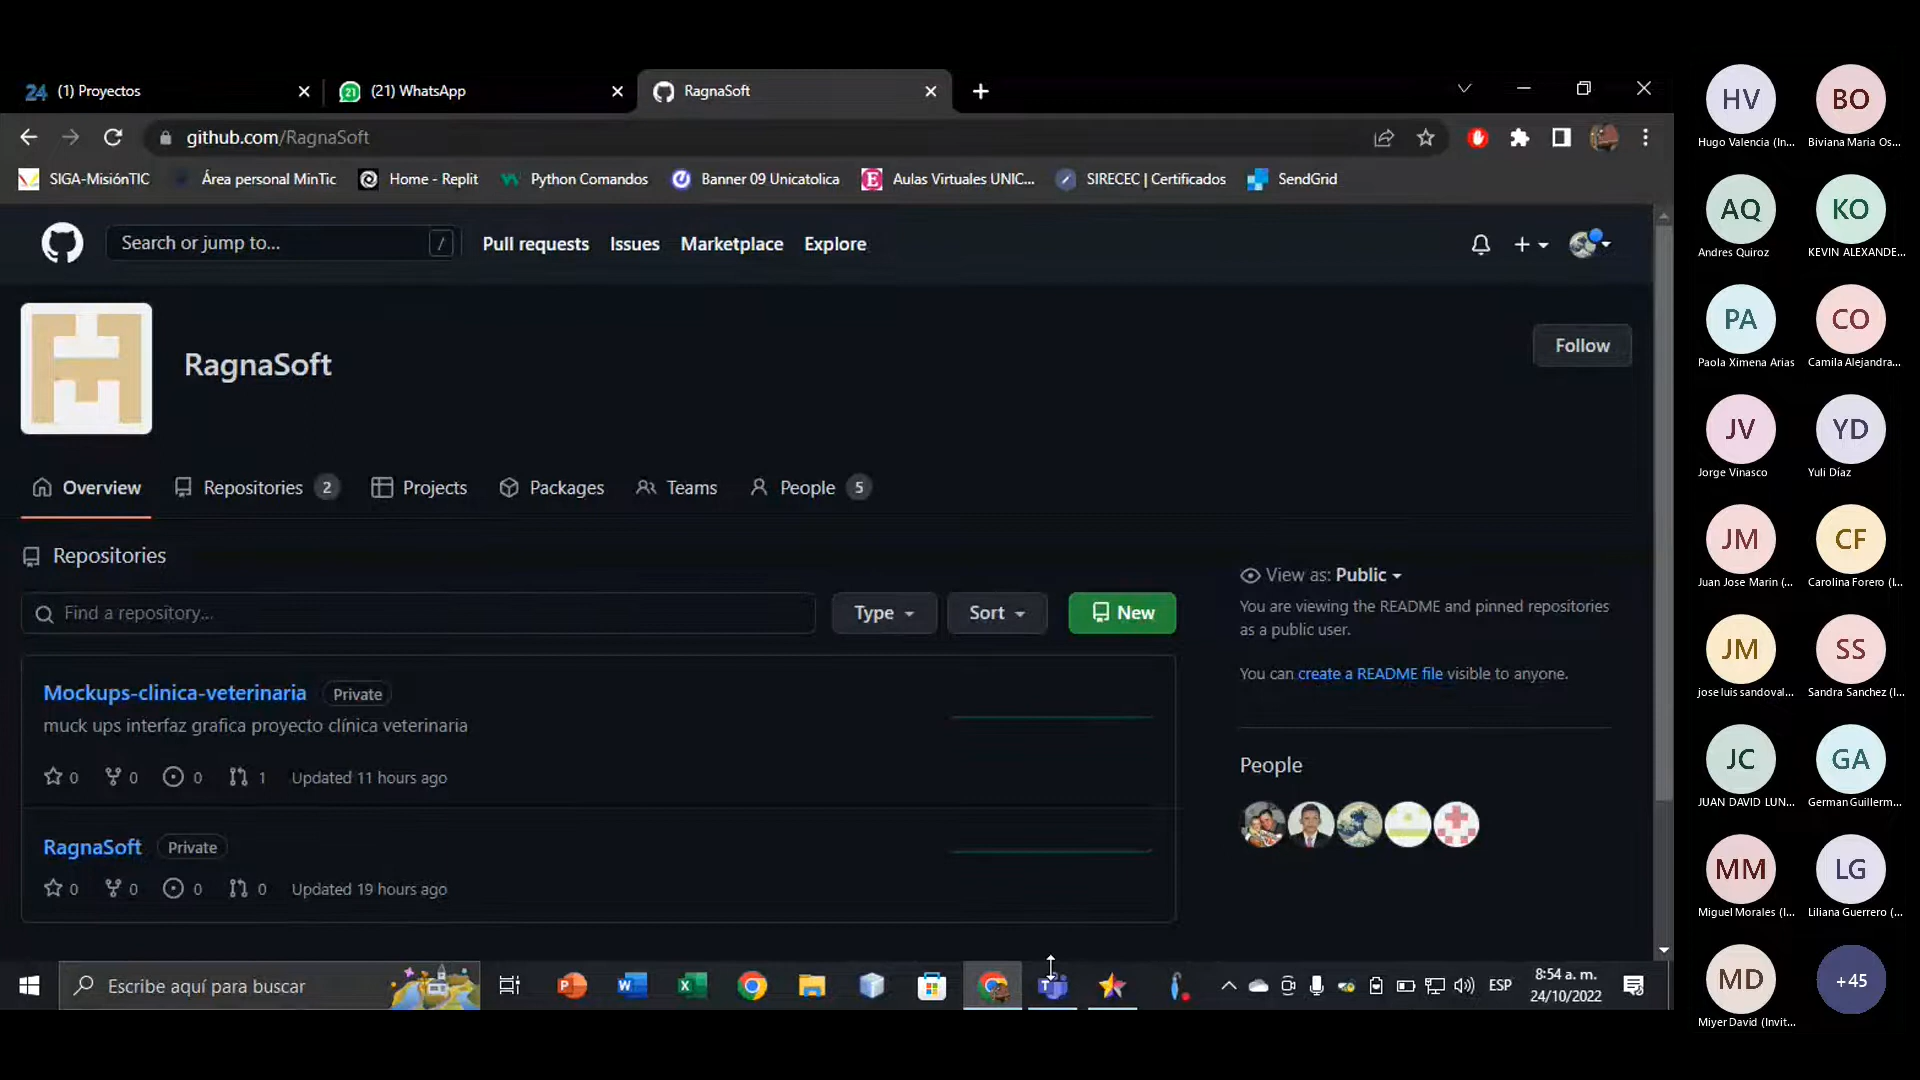 24 (1) Proyectos
21 (21) WhatsApp
RagnaSoft
github.com/RagnaSoft
SIGA-MisiónTIC
Área personal MinTic
Home - Replit
Python Comandos
Banner 09 Unicatolica
E Aulas Virtuales UNIC...
SIRECEC | Certificados
SendGrid
Search or jump to... /
Pull requests
Issues
Marketplace
Explore
RagnaSoft
Follow
Overview
Repositories 2
Projects
Packages
Teams
People 5
Repositories
Find a repository...
Type
Sort
New
Mockups-clinica-veterinaria Private
muck ups interfaz grafica proyecto clínica veterinaria
0 0 0 1 Updated 11 hours ago
RagnaSoft Private
0 0 0 0 Updated 19 hours ago
View as: Public
You are viewing the README and pinned repositories
as a public user.
You can create a README file visible to anyone.
People
Escribe aquí para buscar
ESP
8:54 a. m.
24/10/2022
HV BO
Hugo Valencia (In... Biviana Maria Os...
AQ KO
Andres Quiroz KEVIN ALEXANDE...
PA CO
Paola Ximena Arias Camila Alejandra...
JV YD
Jorge Vinasco Yuli Díaz
JM CF
Juan Jose Marin (... Carolina Forero (I...
JM SS
jose luis sandoval... Sandra Sanchez (I...
JC GA
JUAN DAVID LUN... German Guillerm...
MM LG
Miguel Morales (I... Liliana Guerrero (...
MD +45
Miyer David (Invit...